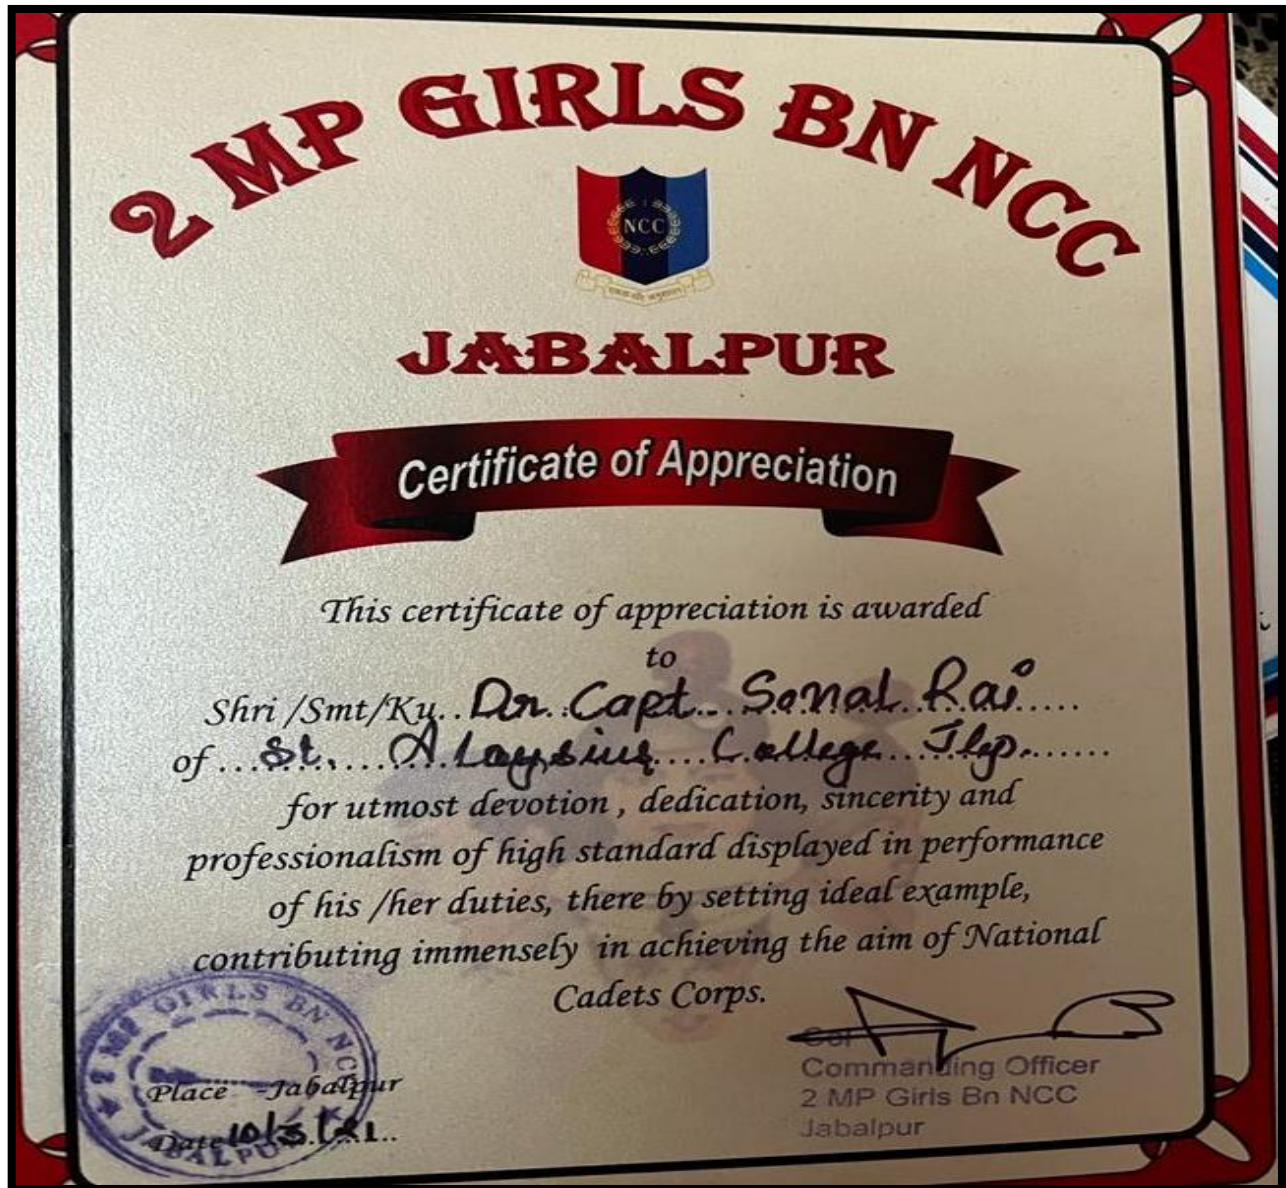 2 MP GIRLS BN NCC
NCC
JABALPUR
Certificate of Appreciation
This certificate of appreciation is awarded
to
Shri /Smt/Ku.. Dr. Capt... Sonal Rai.....
of ... St. ... Aloysius .... College ... Jbp. .......
for utmost devotion , dedication, sincerity and
professionalism of high standard displayed in performance
of his /her duties, there by setting ideal example,
contributing immensely in achieving the aim of National
Cadets Corps.
2 MP GIRLS BN NCC
JABALPUR
Place -Jabalpur
Date 10/3/21..
Col
Commanding Officer
2 MP Girls Bn NCC
Jabalpur